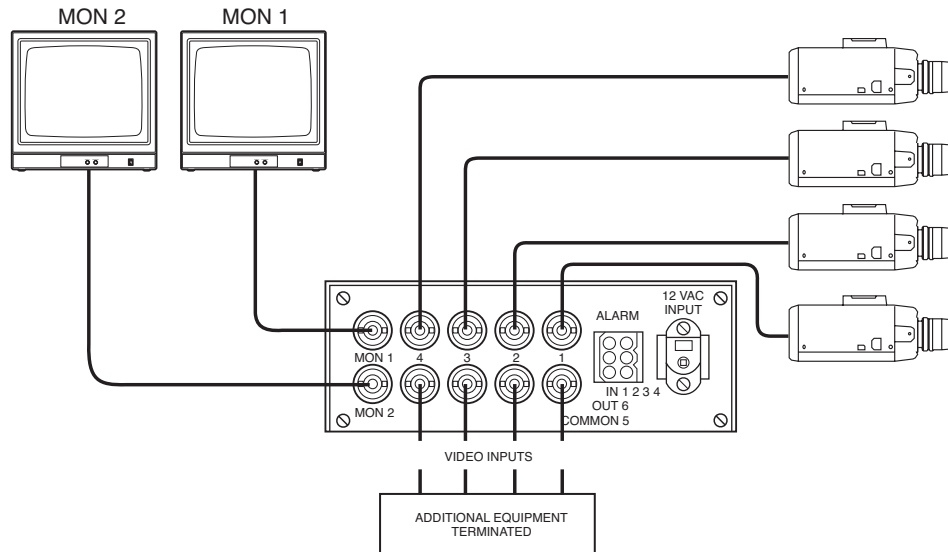 MON 2
MON 1
12 VAC
INPUT
ALARM
MON 1
4
3
2
1
MON 2
IN 1 2 3 4
OUT 6
COMMON 5
VIDEO INPUTS
ADDITIONAL EQUIPMENT
TERMINATED